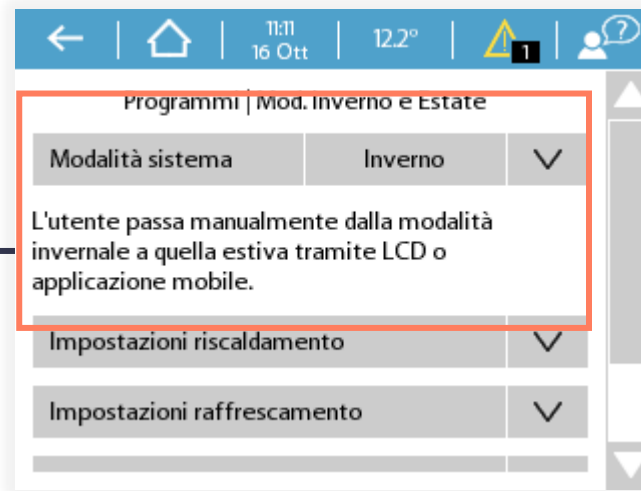 11:11
16 Ott
12.2°
1
?
Programmi | Mod. Inverno e Estate
Modalità sistema Inverno
L'utente passa manualmente dalla modalità
invernale a quella estiva tramite LCD o
applicazione mobile.
Impostazioni riscaldamento
Impostazioni raffrescamento